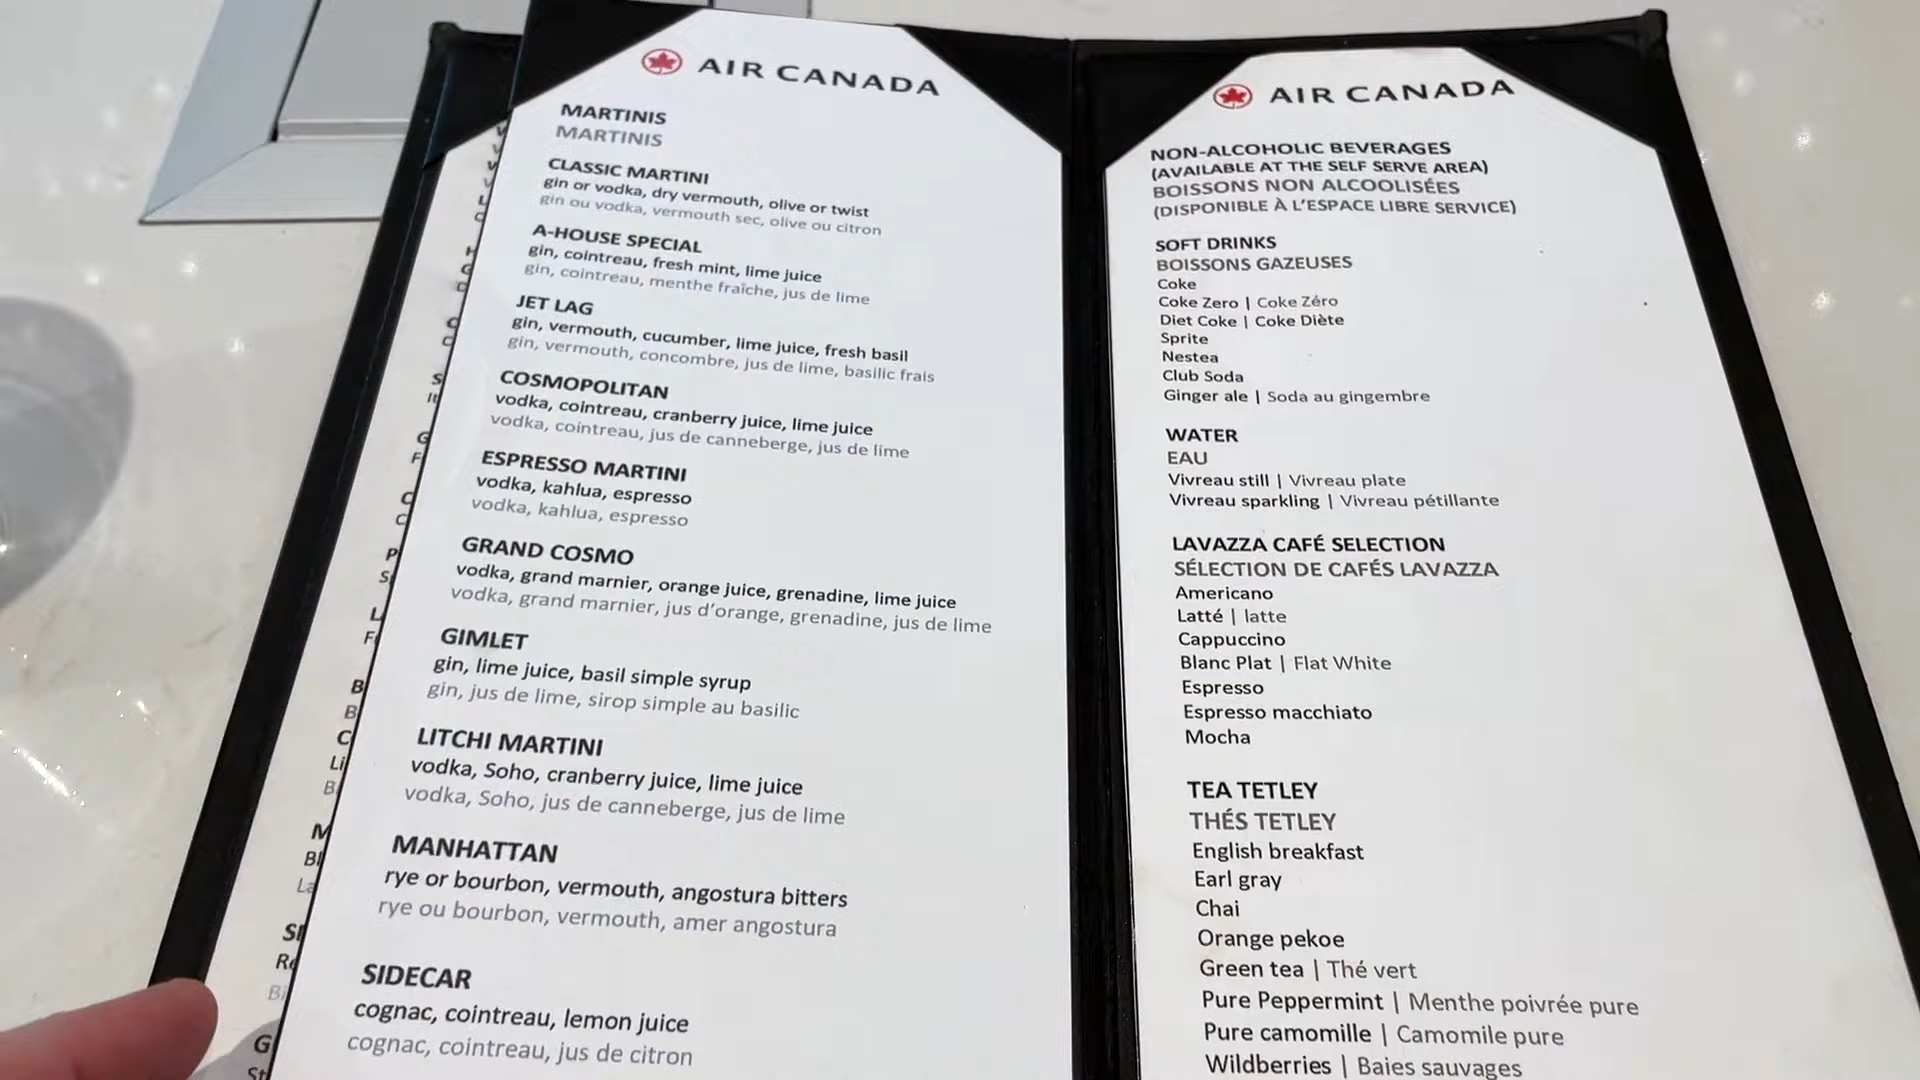 AIR CANADA
MARTINIS
MARTINIS
CLASSIC MARTINI
gin or vodka, dry vermouth, olive or twist
gin ou vodka, vermouth sec, olive ou citron
A-HOUSE SPECIAL
gin, cointreau, fresh mint, lime juice
gin, cointreau, menthe fraîche, jus de lime
JET LAG
gin, vermouth, cucumber, lime juice, fresh basil
gin, vermouth, concombre, jus de lime, basilic frais
COSMOPOLITAN
vodka, cointreau, cranberry juice, lime juice
vodka, cointreau, jus de canneberge, jus de lime
ESPRESSO MARTINI
vodka, kahlua, espresso
vodka, kahlua, espresso
GRAND COSMO
vodka, grand marnier, orange juice, grenadine, lime juice
vodka, grand marnier, jus d'orange, grenadine, jus de lime
GIMLET
gin, lime juice, basil simple syrup
gin, jus de lime, sirop simple au basilic
LITCHI MARTINI
vodka, Soho, cranberry juice, lime juice
vodka, Soho, jus de canneberge, jus de lime
MANHATTAN
rye or bourbon, vermouth, angostura bitters
rye ou bourbon, vermouth, amer angostura
SIDECAR
cognac, cointreau, lemon juice
cognac, cointreau, jus de citron
AIR CANADA
NON-ALCOHOLIC BEVERAGES
(AVAILABLE AT THE SELF SERVE AREA)
BOISSONS NON ALCOOLISÉES
(DISPONIBLE À L'ESPACE LIBRE SERVICE)
SOFT DRINKS
BOISSONS GAZEUSES
Coke
Coke Zero | Coke Zéro
Diet Coke | Coke Diète
Sprite
Nestea
Club Soda
Ginger ale | Soda au gingembre
WATER
EAU
Vivreau still | Vivreau plate
Vivreau sparkling | Vivreau pétillante
LAVAZZA CAFÉ SELECTION
SÉLECTION DE CAFÉS LAVAZZA
Americano
Latté | latte
Cappuccino
Blanc Plat | Flat White
Espresso
Espresso macchiato
Mocha
TEA TETLEY
THÉS TETLEY
English breakfast
Earl gray
Chai
Orange pekoe
Green tea | Thé vert
Pure Peppermint | Menthe poivrée pure
Pure camomille | Camomile pure
Wildberries | Baies sauvages